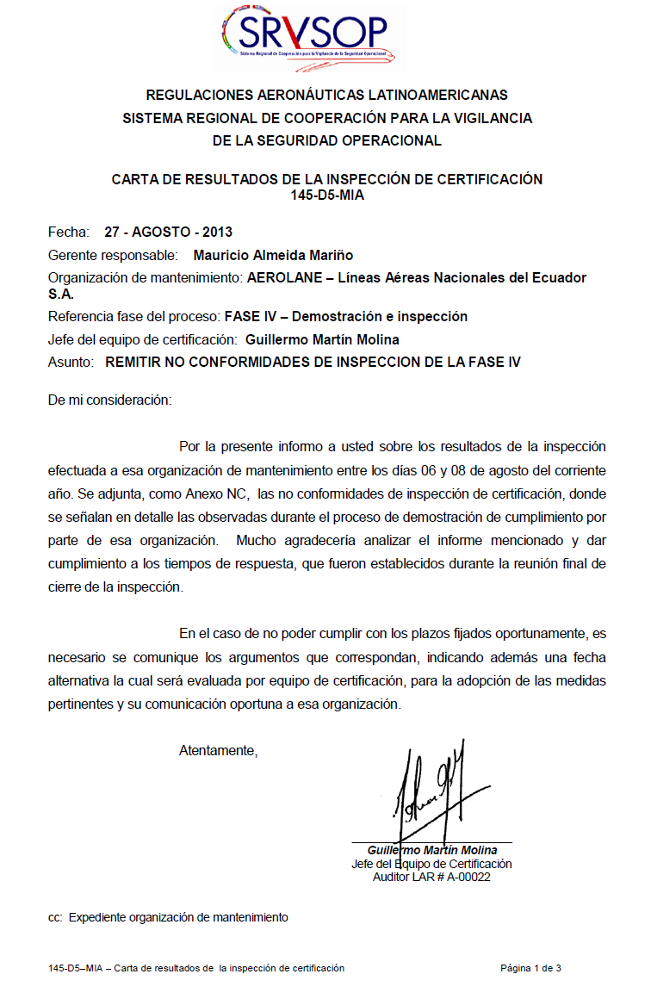 SRVSOP
Sistema Regional de Cooperación para la Vigilancia de la Seguridad Operacional
REGULACIONES AERONÁUTICAS LATINOAMERICANAS
SISTEMA REGIONAL DE COOPERACIÓN PARA LA VIGILANCIA
DE LA SEGURIDAD OPERACIONAL
CARTA DE RESULTADOS DE LA INSPECCIÓN DE CERTIFICACIÓN
145-D5-MIA
Fecha: 27 - AGOSTO - 2013
Gerente responsable: Mauricio Almeida Mariño
Organización de mantenimiento: AEROLANE – Líneas Aéreas Nacionales del Ecuador
S.A.
Referencia fase del proceso: FASE IV – Demostración e inspección
Jefe del equipo de certificación: Guillermo Martín Molina
Asunto: REMITIR NO CONFORMIDADES DE INSPECCION DE LA FASE IV
De mi consideración:
Por la presente informo a usted sobre los resultados de la inspección
efectuada a esa organización de mantenimiento entre los días 06 y 08 de agosto del corriente
año. Se adjunta, como Anexo NC, las no conformidades de inspección de certificación, donde
se señalan en detalle las observadas durante el proceso de demostración de cumplimiento por
parte de esa organización. Mucho agradecería analizar el informe mencionado y dar
cumplimiento a los tiempos de respuesta, que fueron establecidos durante la reunión final de
cierre de la inspección.
En el caso de no poder cumplir con los plazos fijados oportunamente, es
necesario se comunique los argumentos que correspondan, indicando además una fecha
alternativa la cual será evaluada por equipo de certificación, para la adopción de las medidas
pertinentes y su comunicación oportuna a esa organización.
Atentamente,
Guillermo Martín Molina
Jefe del Equipo de Certificación
Auditor LAR # A-00022
cc: Expediente organización de mantenimiento
145-D5–MIA – Carta de resultados de la inspección de certificación Página 1 de 3